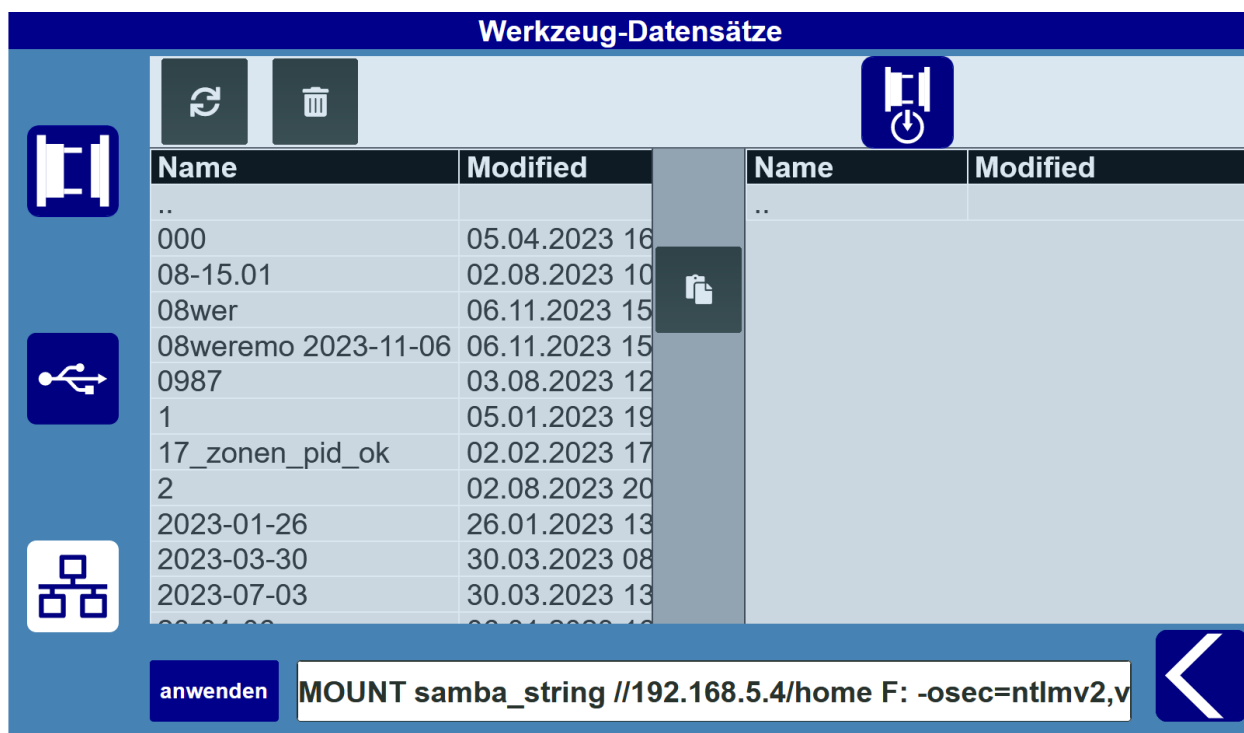 Werkzeug-Datensätze
Name Modified Name Modified
.. ..
000 05.04.2023 16
08-15.01 02.08.2023 10
08wer 06.11.2023 15
08weremo 2023-11-06 06.11.2023 15
0987 03.08.2023 12
1 05.01.2023 19
17_zonen_pid_ok 02.02.2023 17
2 02.08.2023 20
2023-01-26 26.01.2023 13
2023-03-30 30.03.2023 08
2023-07-03 30.03.2023 13
anwenden MOUNT samba_string //192.168.5.4/home F: -osec=ntlmv2,v